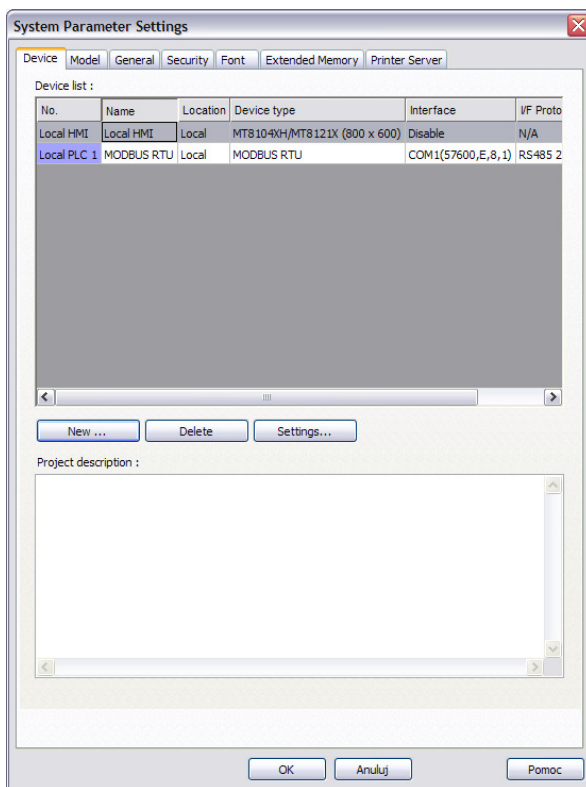 System Parameter Settings
Device Model General Security Font Extended Memory Printer Server
Device list :
No. Name Location Device type Interface I/F Proto
Local HMI Local HMI Local MT8104XH/MT8121X (800 x 600) Disable N/A
Local PLC 1 MODBUS RTU Local MODBUS RTU COM1(57600,E,8,1) RS485 2
New ... Delete Settings...
Project description :
OK Anuluj Pomoc